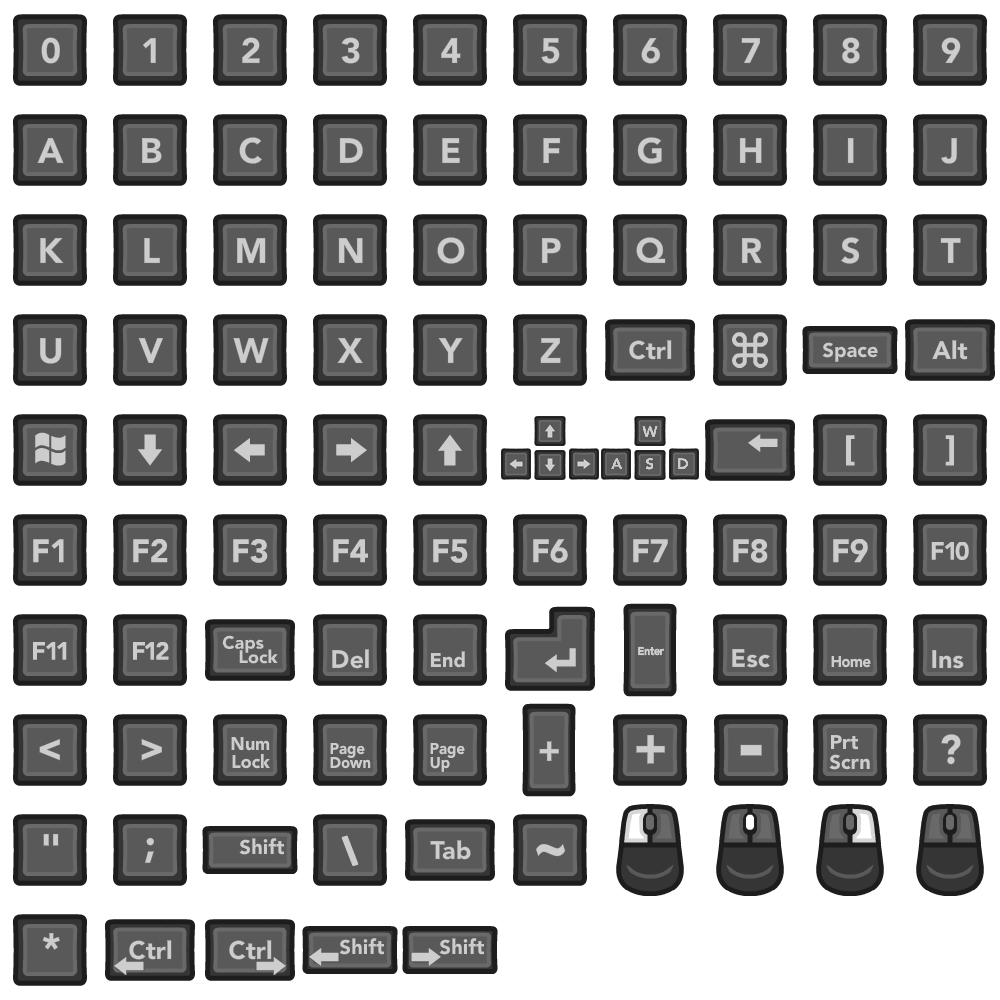 0 1 2 3 4 5 6 7 8 9
A B C D E F G H I J
K L M N O P Q R S T
U V W X Y Z Ctrl ⌘ Space Alt
↓ ← → ↑ ↑ W ← [ ]
← ↓ → A S D
F1 F2 F3 F4 F5 F6 F7 F8 F9 F10
F11 F12 Caps Lock Del End ↵ Enter Esc Home Ins
< > Num Lock Page Down Page Up + + - Prt Scrn ?
" ; Shift \ Tab ~
* Ctrl ← Ctrl → ← Shift → Shift